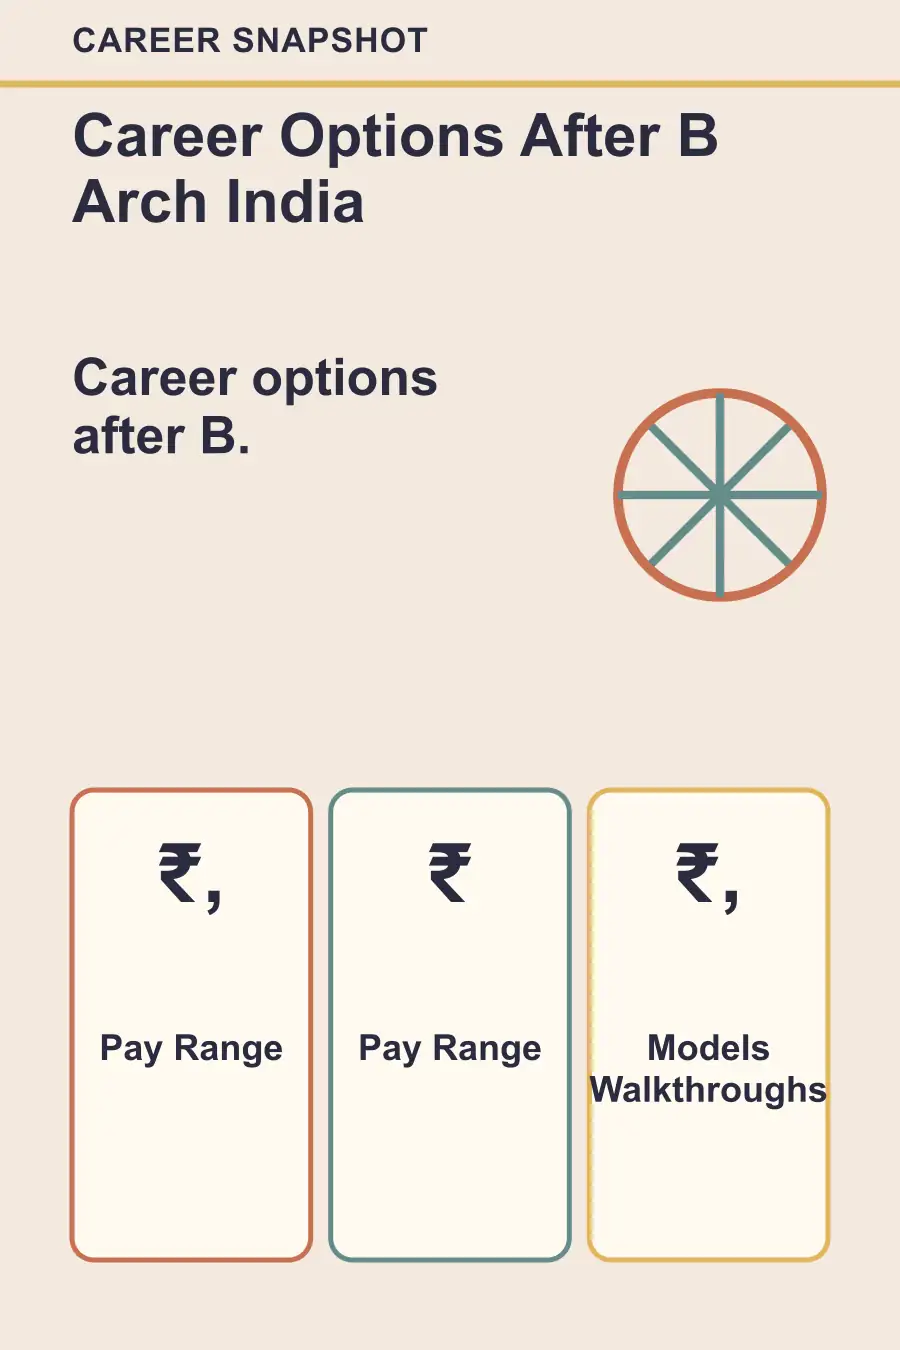 CAREER SNAPSHOT
Career Options After B
Arch India
Career options
after B.
₹,
Pay Range
₹
Pay Range
₹,
Models
Walkthroughs